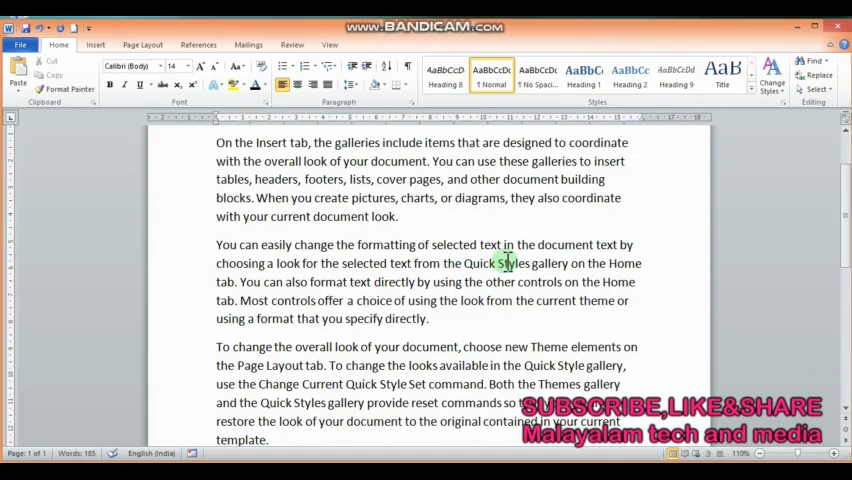 www.BANDICAM.com
File Home Insert Page Layout References Mailings Review View
Paste
Cut
Copy
Format Painter
Clipboard
Calibri (Body) 14
Font
Paragraph
AaBbCcD AaBbCcDc AaBbCcDc AaBbC AaBbCc AaBbCcDc AaB
Heading 8 ¶ Normal ¶ No Spaci... Heading 1 Heading 2 Heading 9 Title
Change
Styles
Styles
Find
Replace
Select
Editing
On the Insert tab, the galleries include items that are designed to coordinate
with the overall look of your document. You can use these galleries to insert
tables, headers, footers, lists, cover pages, and other document building
blocks. When you create pictures, charts, or diagrams, they also coordinate
with your current document look.
You can easily change the formatting of selected text in the document text by
choosing a look for the selected text from the Quick Styles gallery on the Home
tab. You can also format text directly by using the other controls on the Home
tab. Most controls offer a choice of using the look from the current theme or
using a format that you specify directly.
To change the overall look of your document, choose new Theme elements on
the Page Layout tab. To change the looks available in the Quick Style gallery,
use the Change Current Quick Style Set command. Both the Themes gallery
and the Quick Styles gallery provide reset commands so
restore the look of your document to the original contained in your current
template.
SUBSCRIBE,LIKE&SHARE
Malayalam tech and media
Page: 1 of 1 Words: 185 English (India) 110%